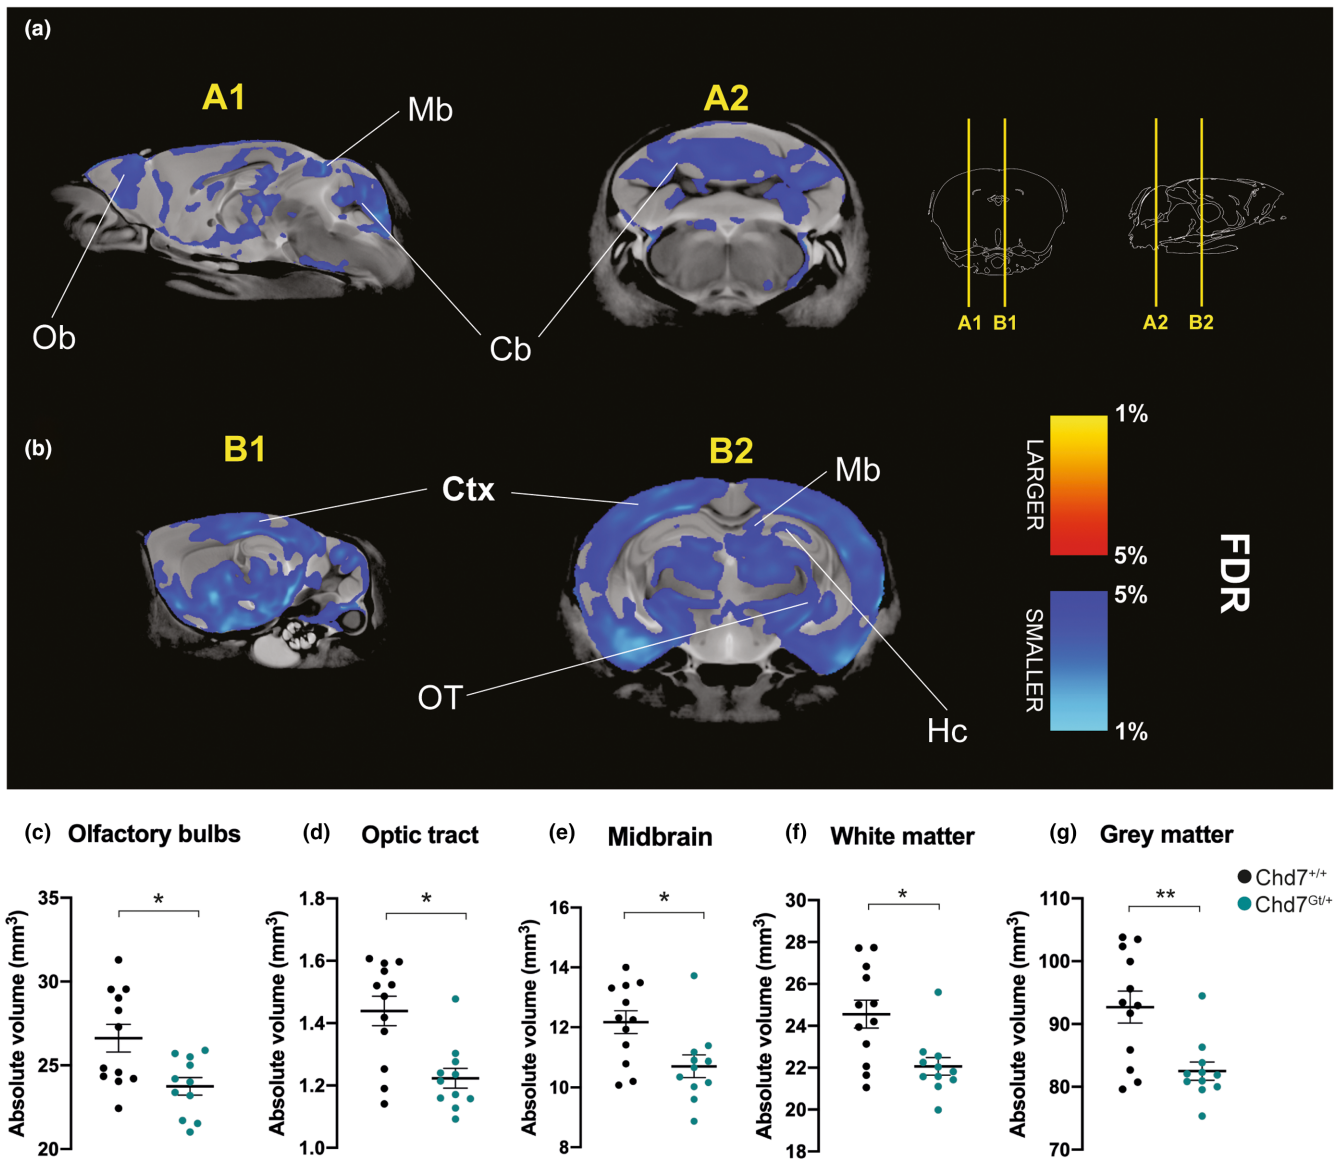 (a)
A1
A2
Mb
Ob
Cb
A1 B1
A2 B2
(b)
B1
B2
Ctx
Mb
OT
Hc
LARGER
1%
5%
SMALLER
5%
1%
FDR
(c) Olfactory bulbs
Absolute volume (mm³)
35
30
25
20
*
(d) Optic tract
Absolute volume (mm³)
1.8
1.6
1.4
1.2
1.0
*
(e) Midbrain
Absolute volume (mm³)
16
14
12
10
8
*
(f) White matter
Absolute volume (mm³)
30
28
26
24
22
20
18
*
(g) Grey matter
Absolute volume (mm³)
110
100
90
80
70
**
Chd7+/+
Chd7Gt/+